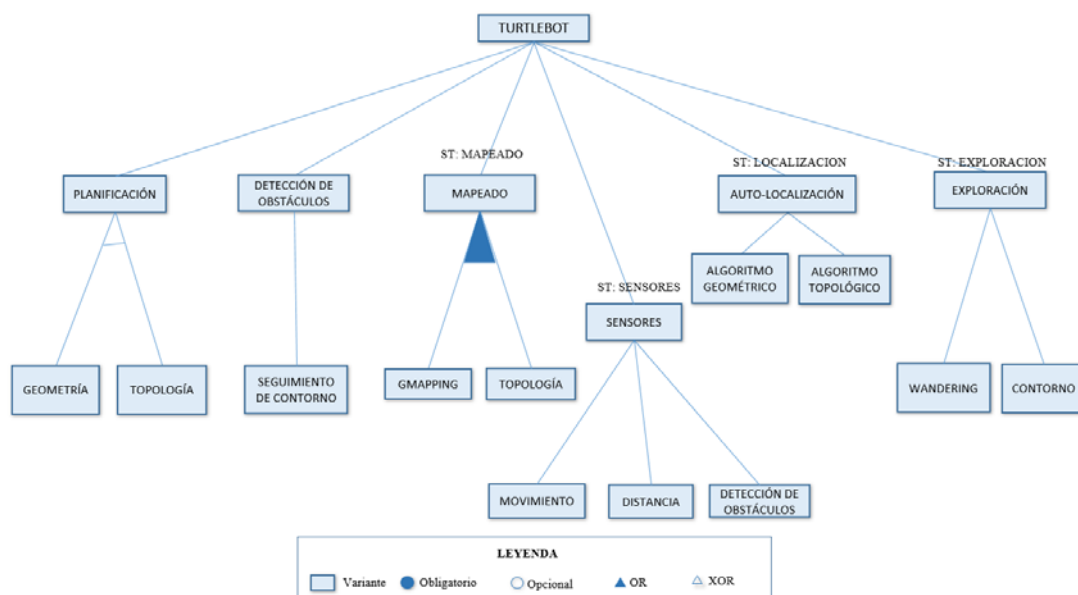 TURTLEBOT
ST: MAPEADO
ST: LOCALIZACION
ST: EXPLORACION
PLANIFICACIÓN
DETECCIÓN DE
OBSTÁCULOS
MAPEADO
AUTO-LOCALIZACIÓN
EXPLORACIÓN
ALGORITMO
GEOMÉTRICO
ALGORITMO
TOPOLÓGICO
ST: SENSORES
SENSORES
GEOMETRÍA
TOPOLOGÍA
SEGUIMIENTO
DE CONTORNO
GMAPPING
TOPOLOGÍA
WANDERING
CONTORNO
MOVIMIENTO
DISTANCIA
DETECCIÓN DE
OBSTÁCULOS
LEYENDA
Variante Obligatorio Opcional OR XOR